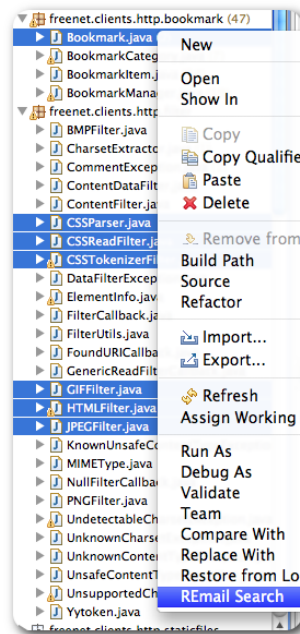 freenet.clients.http.bookmark (47)
Bookmark.java
BookmarkCateg
BookmarkItem.j
BookmarkMana
freenet.clients.http
BMPFilter.java
CharsetExtracto
CommentExcep
ContentDataFilt
ContentFilter.ja
CSSParser.java
CSSReadFilter.ja
CSSTokenizerFil
DataFilterExcep
ElementInfo.jav
FilterCallback.ja
FilterUtils.java
FoundURICallba
GenericReadFilt
GIFFilter.java
HTMLFilter.java
JPEGFilter.java
KnownUnsafeCo
MIMEType.java
NullFilterCallbac
PNGFilter.java
UndetectableCh
UnknownCharse
UnknownConten
UnsafeContentT
UnsupportedCh
Yytoken.java
freenet.clients.http.staticfiles
New
Open
Show In
Copy
Copy Qualifie
Paste
Delete
Remove from
Build Path
Source
Refactor
Import...
Export...
Refresh
Assign Working
Run As
Debug As
Validate
Team
Compare With
Replace With
Restore from Lo
REmail Search